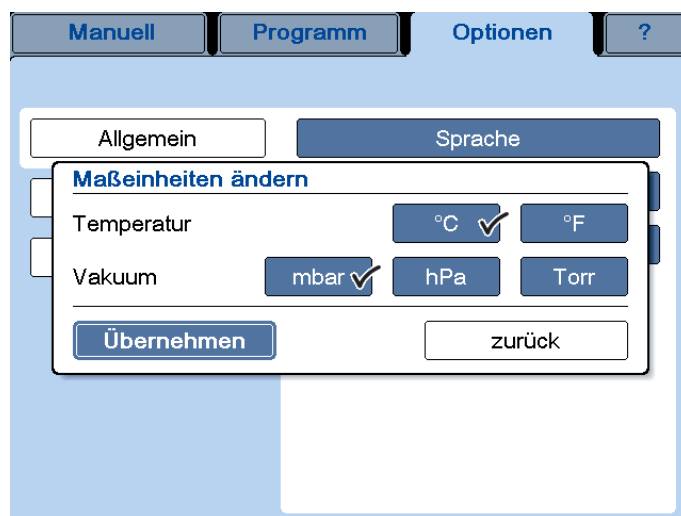 Manuell Programm Optionen ?
Allgemein Sprache
Maßeinheiten ändern
Temperatur °C °F
Vakuum mbar hPa Torr
Übernehmen zurück